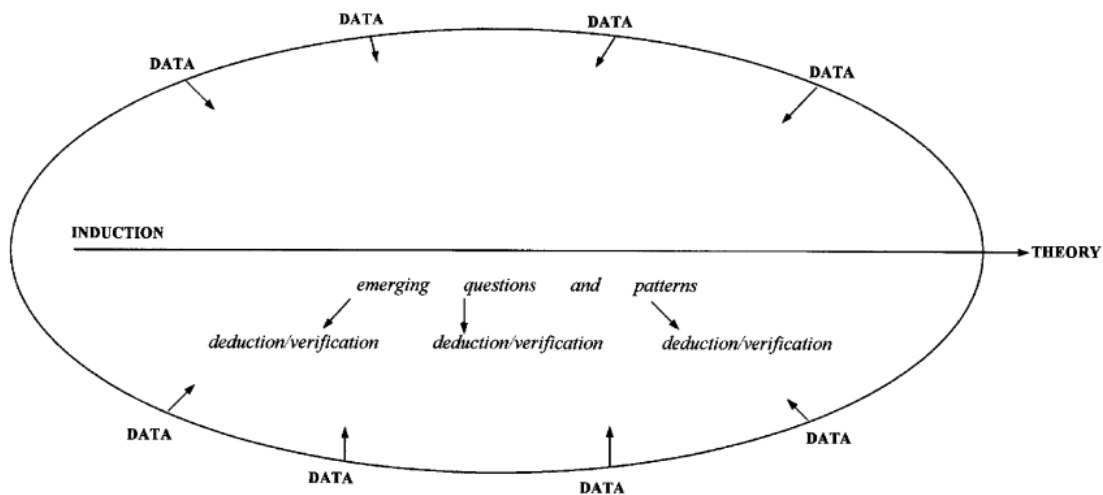 DATA
DATA
DATA
DATA
INDUCTION
THEORY
emerging questions and patterns
deduction/verification deduction/verification deduction/verification
DATA
DATA
DATA
DATA